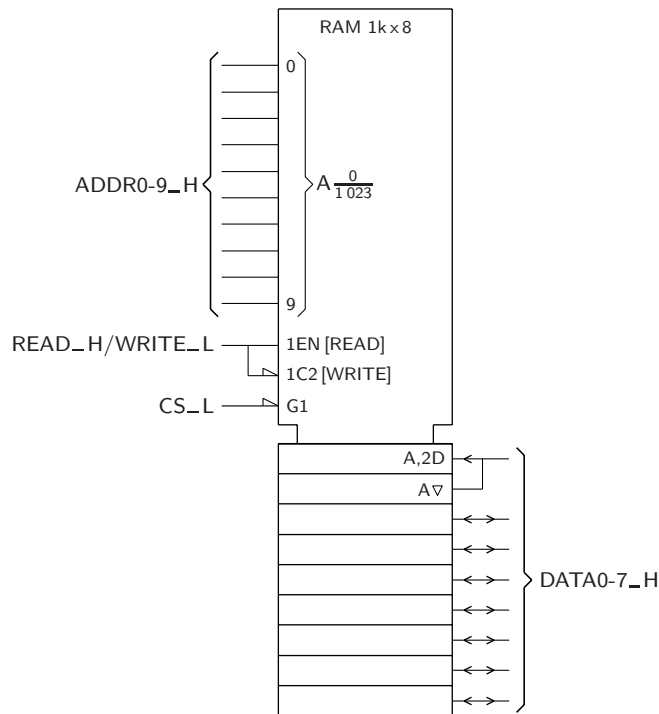 RAM 1k×8
0
ADDR0-9_H
A 0/1 023
9
READ_H/WRITE_L
1EN [READ]
1C2 [WRITE]
CS_L
G1
A,2D
A▽
DATA0-7_H